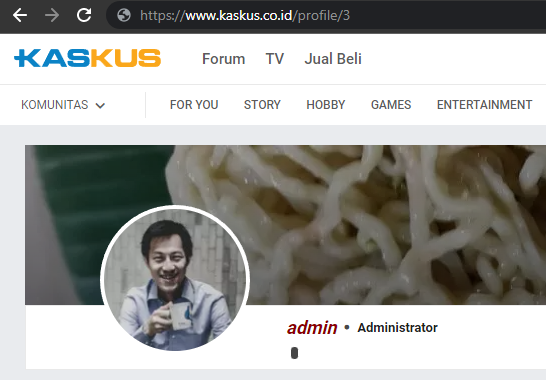 https://www.kaskus.co.id/profile/3
KASKUS Forum TV Jual Beli
KOMUNITAS FOR YOU STORY HOBBY GAMES ENTERTAINMENT
admin • Administrator